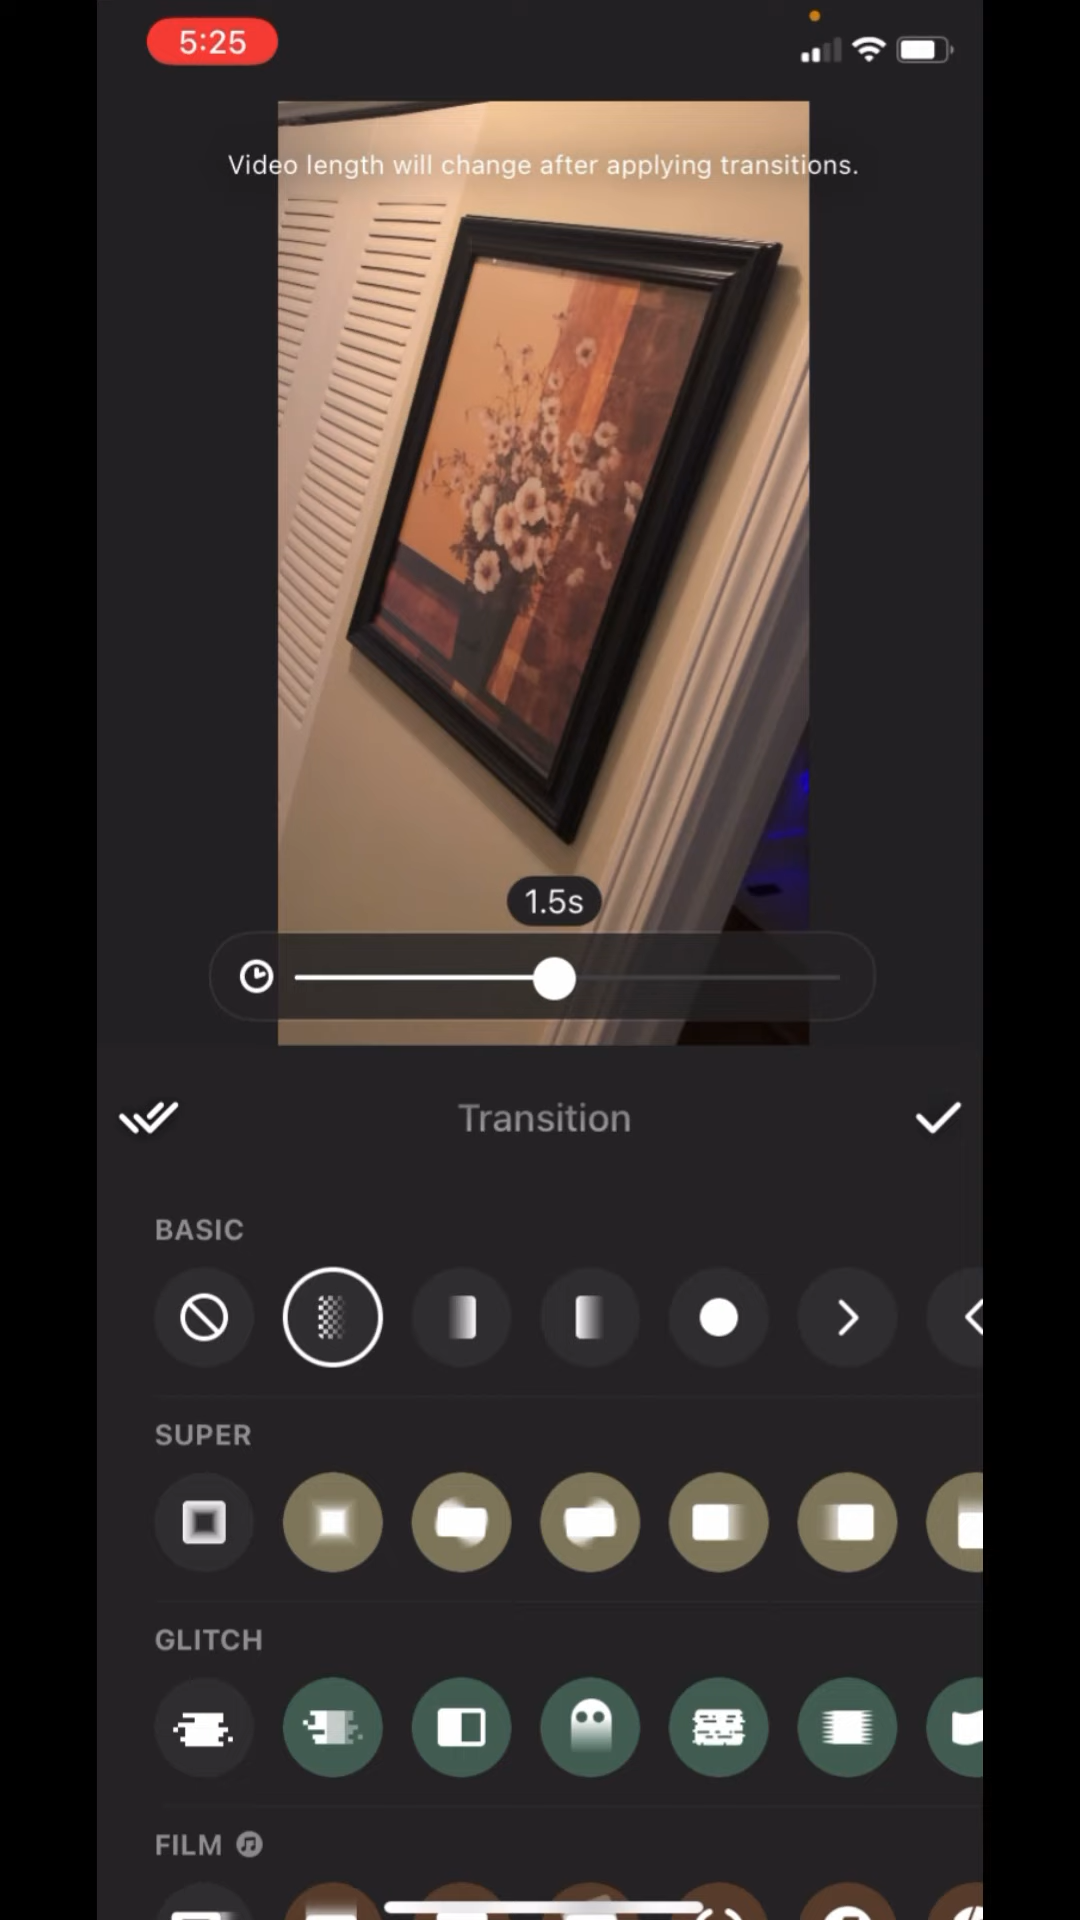 5:25
Video length will change after applying transitions.
1.5s
Transition
BASIC
SUPER
GLITCH
FILM